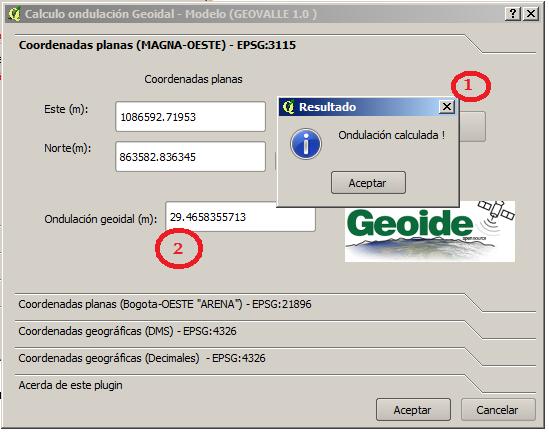 Calculo ondulación Geoidal - Modelo (GEOVALLE 1.0 )
Coordenadas planas (MAGNA-OESTE) - EPSG:3115
Coordenadas planas
1
Este (m):
1086592.71953
Resultado
Ondulación calculada !
Norte(m):
863582.836345
Aceptar
Ondulación geoidal (m):
29.4658355713
2
Geoide
open source
Coordenadas planas (Bogota-OESTE "ARENA") - EPSG:21896
Coordenadas geográficas (DMS) - EPSG:4326
Coordenadas geográficas (Decimales) - EPSG:4326
Acerda de este plugin
Aceptar
Cancelar